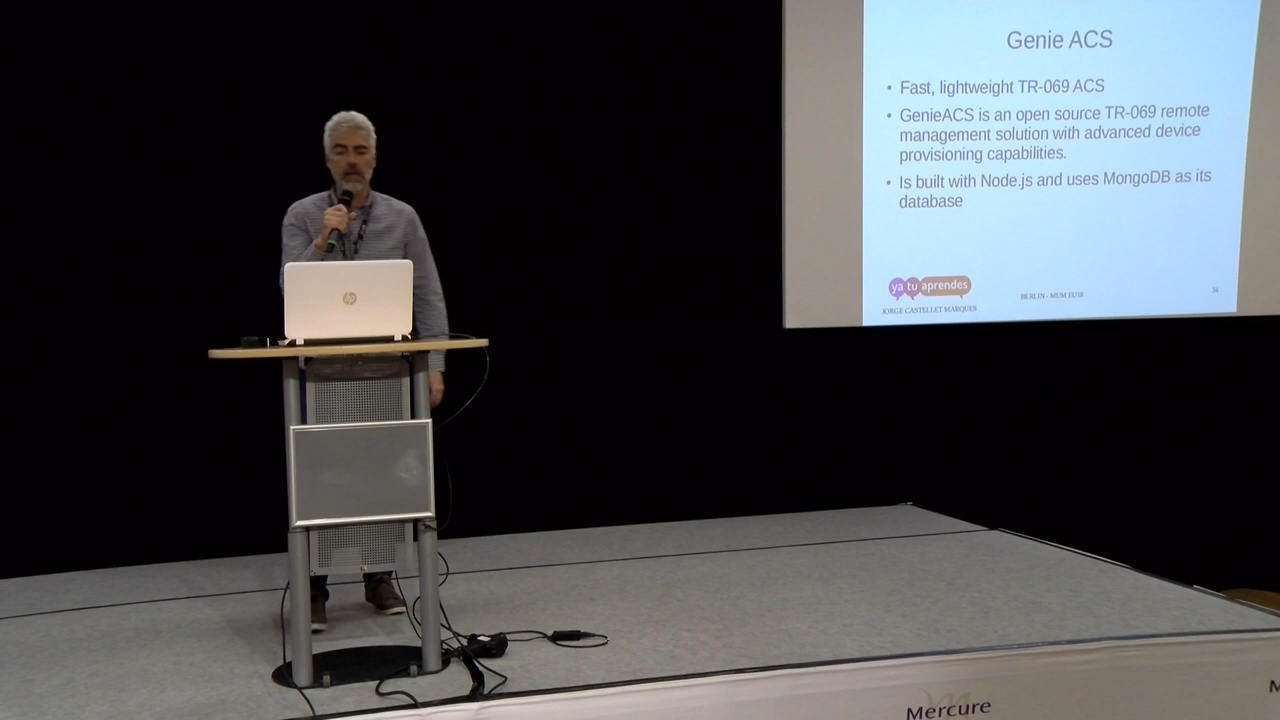 Genie ACS
• Fast, lightweight TR-069 ACS
• GenieACS is an open source TR-069 remote
management solution with advanced device
provisioning capabilities.
• Is built with Node.js and uses MongoDB as its
database
ya tu aprendes
JORGE CASTELLET MARQUES
BERLIN - MUM EU18
34
hp
Mercure
M